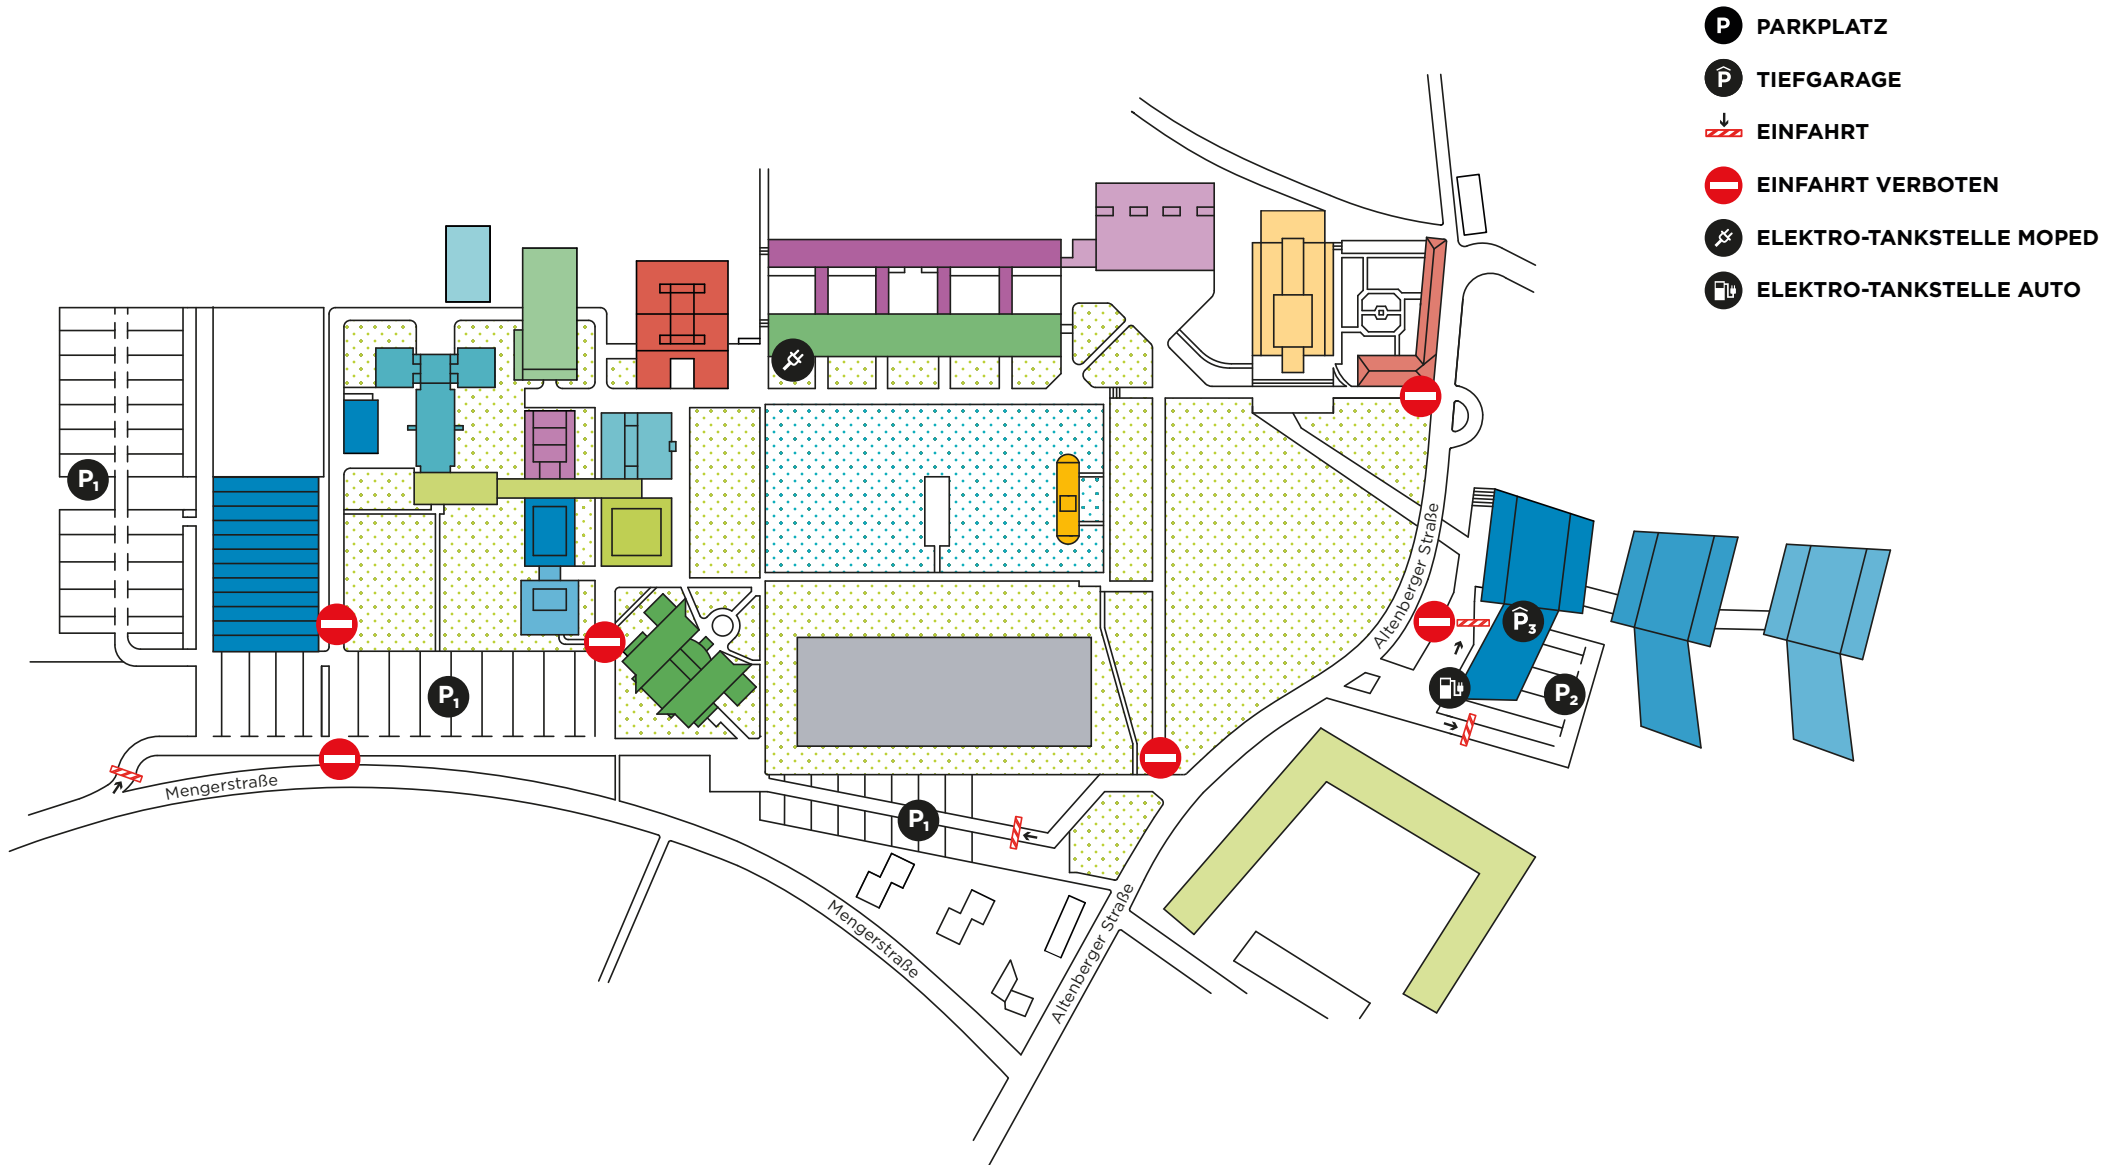 P PARKPLATZ
P TIEFGARAGE
EINFAHRT
EINFAHRT VERBOTEN
ELEKTRO-TANKSTELLE MOPED
ELEKTRO-TANKSTELLE AUTO
P1
Altenberger Straße
P3
P2
P1
Mengerstraße
P1
Mengerstraße
Altenberger Straße